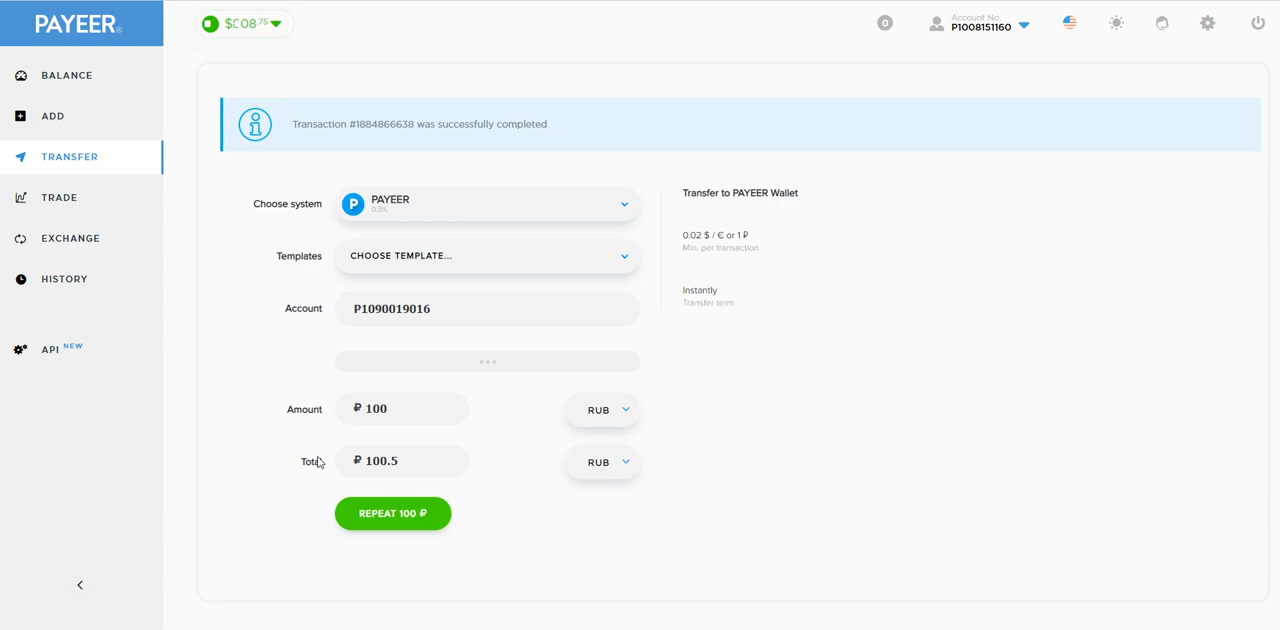 PAYEER®
0
Account No.
P1008151160
BALANCE
ADD
TRANSFER
TRADE
EXCHANGE
HISTORY
API NEW
Transaction #1884866638 was successfully completed
Choose system
PAYEER
0.5%
Templates
CHOOSE TEMPLATE...
Account
P1090019016
Amount
₽ 100
RUB
Total
₽ 100.5
RUB
REPEAT 100 ₽
Transfer to PAYEER Wallet
0.02 $ / € or 1 ₽
Min. per transaction
Instantly
Transfer term